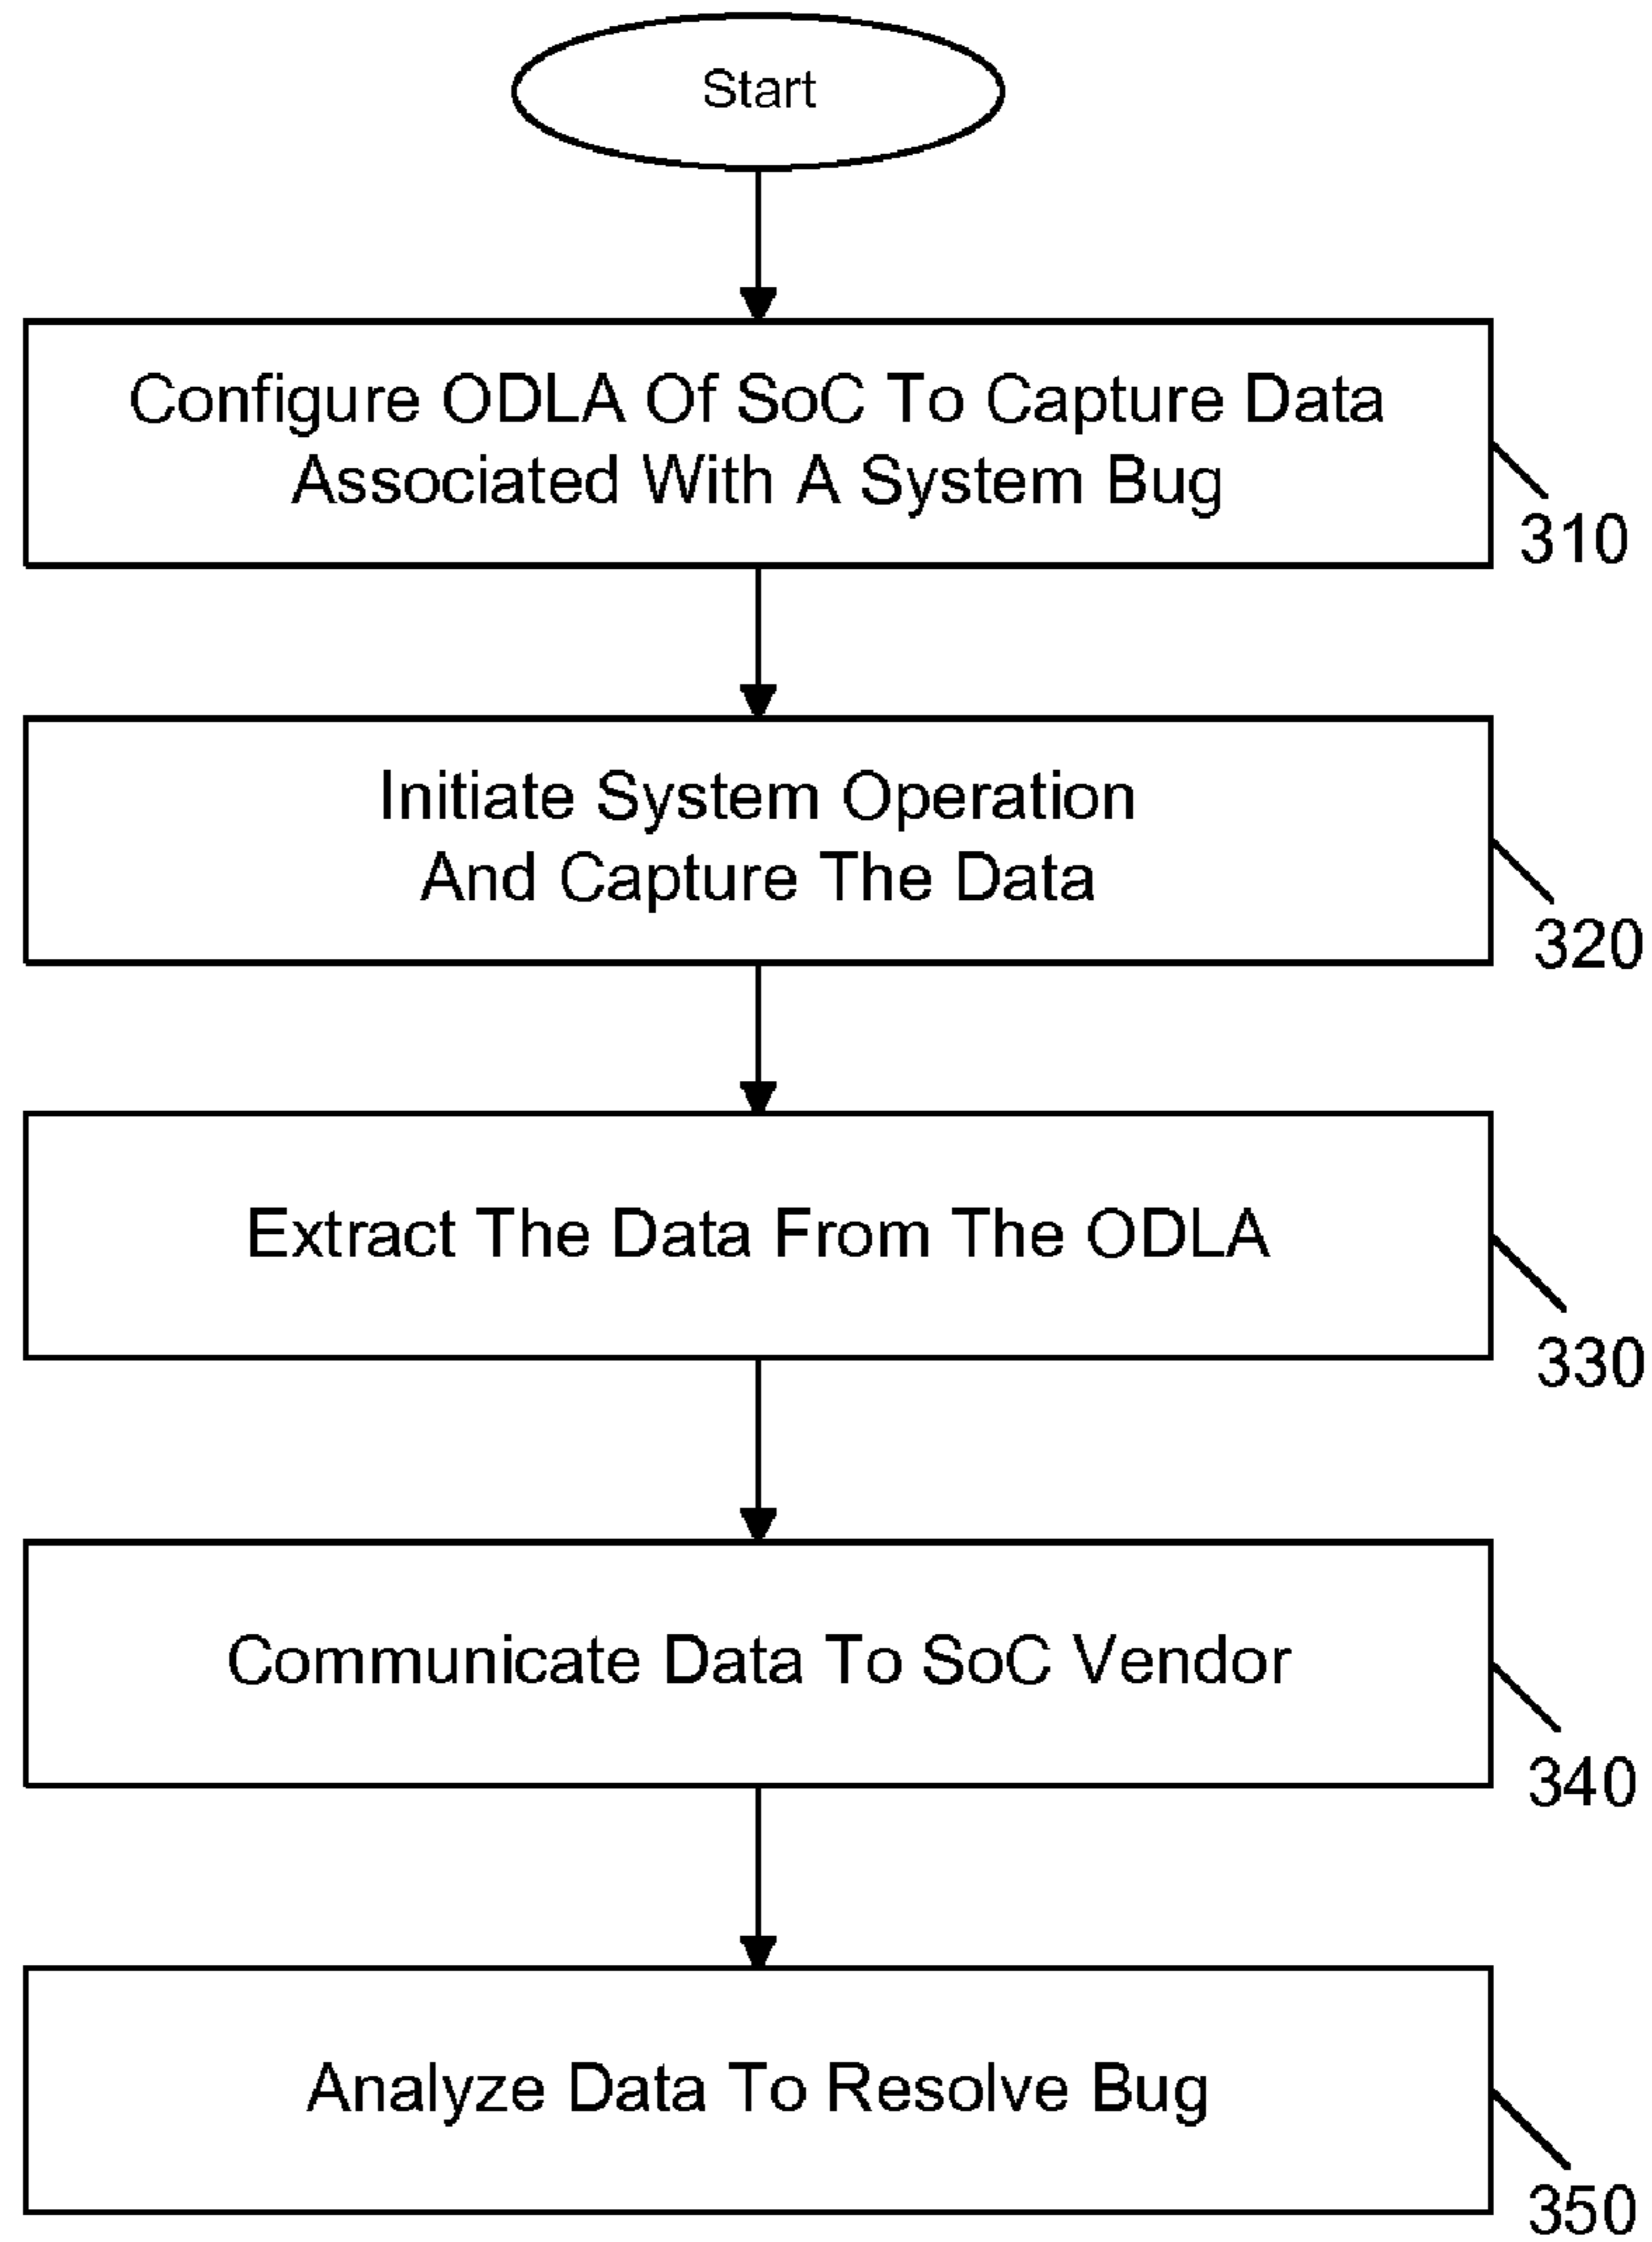 Start
Configure ODLA Of SoC To Capture Data
Associated With A System Bug
310
Initiate System Operation
And Capture The Data
320
Extract The Data From The ODLA
330
Communicate Data To SoC Vendor
340
Analyze Data To Resolve Bug
350